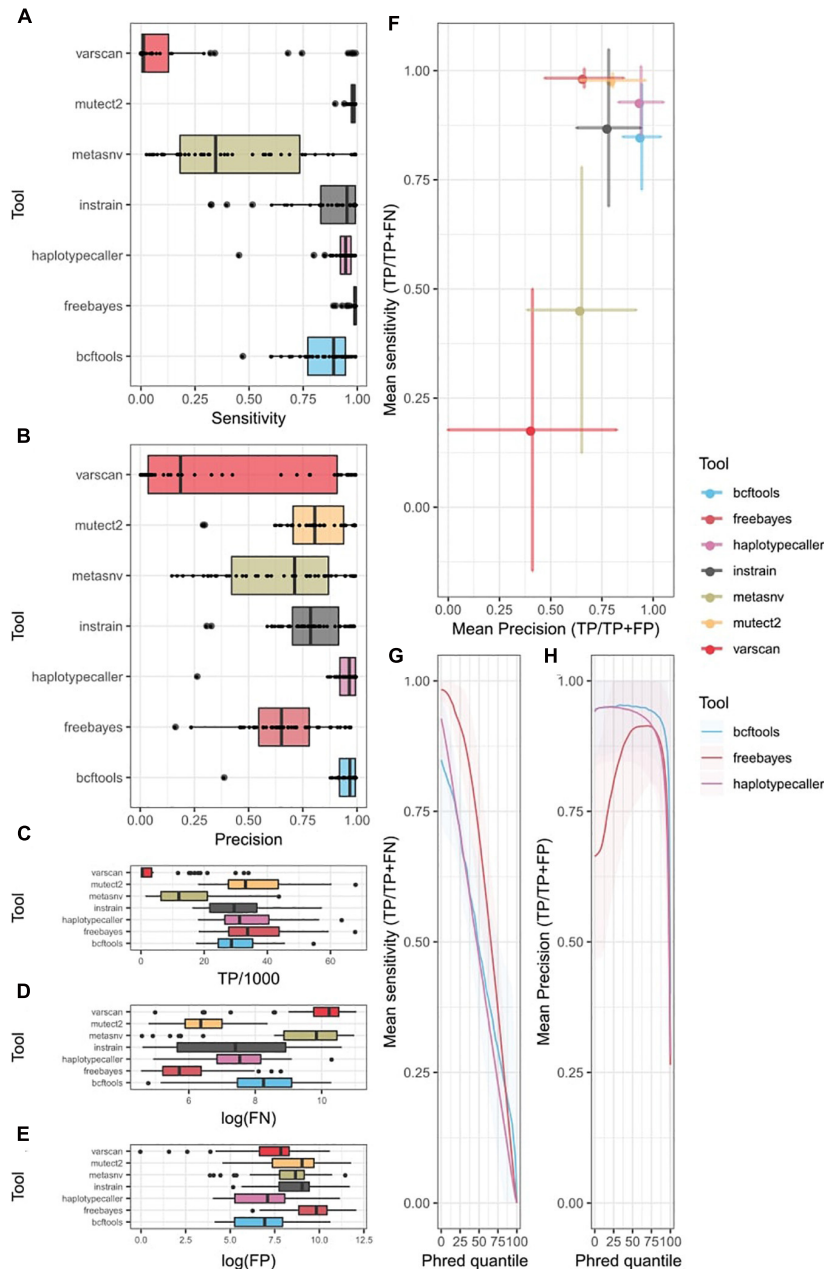 A
varscan
mutect2
metasnv
instrain
haplotypecaller
freebayes
bcftools
Tool
0.00 0.25 0.50 0.75 1.00
Sensitivity
B
varscan
mutect2
metasnv
instrain
haplotypecaller
freebayes
bcftools
Tool
0.00 0.25 0.50 0.75 1.00
Precision
C
varscan
mutect2
metasnv
instrain
haplotypecaller
freebayes
bcftools
Tool
0 20 40 60
TP/1000
D
varscan
mutect2
metasnv
instrain
haplotypecaller
freebayes
bcftools
Tool
6 8 10
log(FN)
E
varscan
mutect2
metasnv
instrain
haplotypecaller
freebayes
bcftools
Tool
0.0 2.5 5.0 7.5 10.0 12.5
log(FP)
F
1.00
0.75
0.50
0.25
0.00
Mean sensitivity (TP/TP+FN)
0.00 0.25 0.50 0.75 1.00
Mean Precision (TP/TP+FP)
Tool
bcftools
freebayes
haplotypecaller
instrain
metasnv
mutect2
varscan
G
1.00
0.75
0.50
0.25
0.00
Mean sensitivity (TP/TP+FN)
0 25 50 75 100
Phred quantile
H
1.00
0.75
0.50
0.25
0.00
Mean Precision (TP/TP+FP)
0 25 50 75 100
Phred quantile
Tool
bcftools
freebayes
haplotypecaller